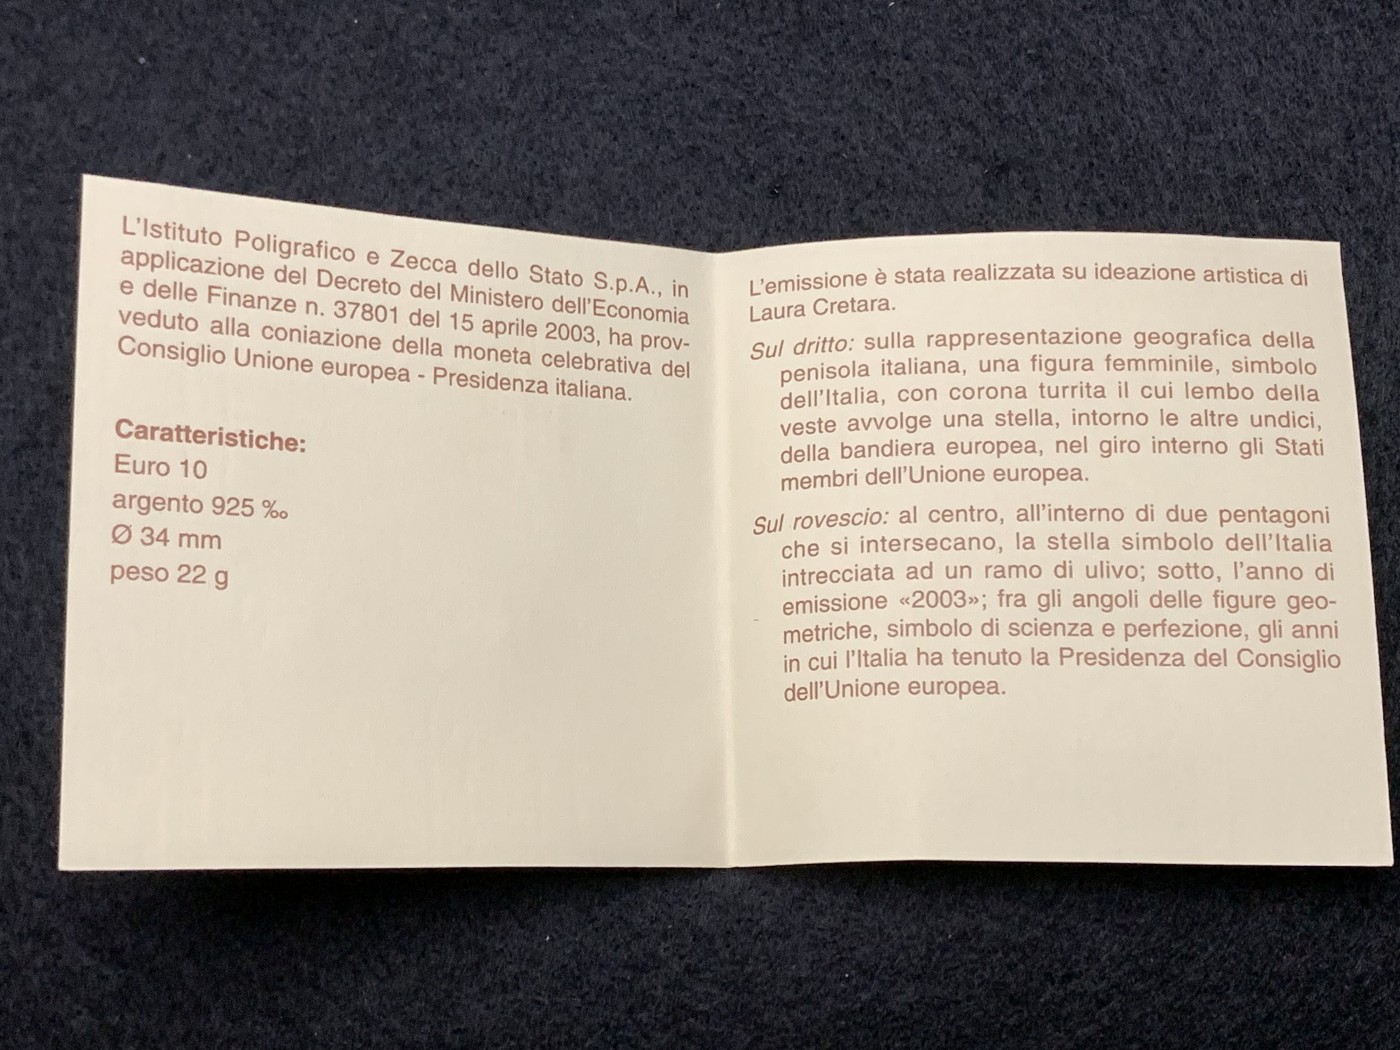 L'Istituto Poligrafico e Zecca dello Stato S.p.A., in
applicazione del Decreto del Ministero dell'Economia
e delle Finanze n. 37801 del 15 aprile 2003, ha prov-
veduto alla coniazione della moneta celebrativa del
Consiglio Unione europea - Presidenza italiana.
Caratteristiche:
Euro 10
argento 925 ‰
Ø 34 mm
peso 22 g
L'emissione è stata realizzata su ideazione artistica di
Laura Cretara.
Sul dritto: sulla rappresentazione geografica della
penisola italiana, una figura femminile, simbolo
dell'Italia, con corona turrita il cui lembo della
veste avvolge una stella, intorno le altre undici,
della bandiera europea, nel giro interno gli Stati
membri dell'Unione europea.
Sul rovescio: al centro, all'interno di due pentagoni
che si intersecano, la stella simbolo dell'Italia
intrecciata ad un ramo di ulivo; sotto, l'anno di
emissione «2003»; fra gli angoli delle figure geo-
metriche, simbolo di scienza e perfezione, gli anni
in cui l'Italia ha tenuto la Presidenza del Consiglio
dell'Unione europea.